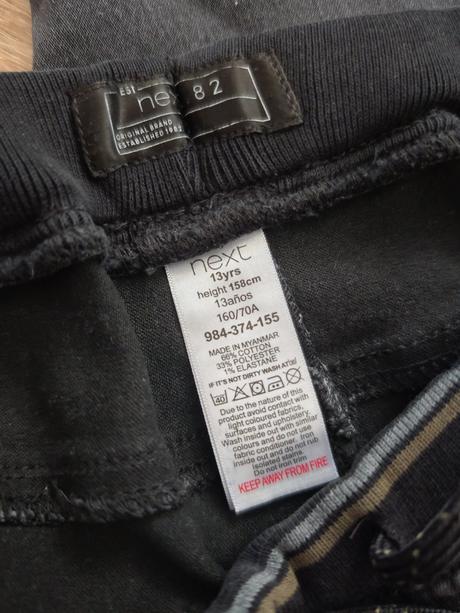 EST
next 82
ORIGINAL BRAND
ESTABLISHED 1982
next
13yrs
height 158cm
13años
160/70A
984-374-155
MADE IN MYANMAR
66% COTTON
33% POLYESTER
1% ELASTANE
IF IT'S NOT DIRTY WASH AT
40
Due to the nature of this
product avoid contact with
light coloured fabrics,
surfaces and upholstery.
Wash inside out with similar
colours and do not use
fabric conditioner. Iron
inside out and do not rub
isolated stains.
Do not iron trim
KEEP AWAY FROM FIRE